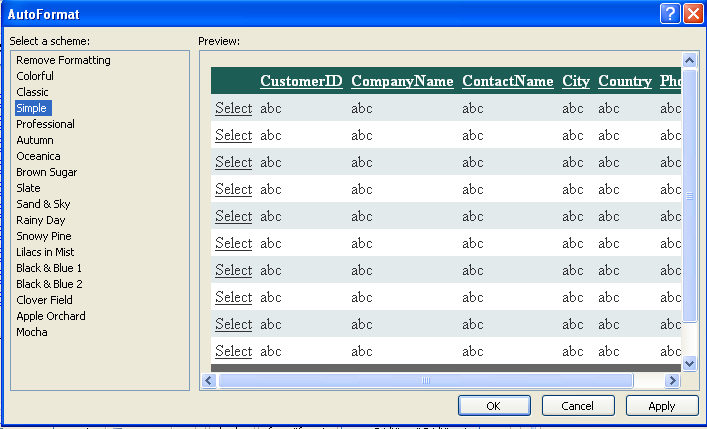 AutoFormat
Select a scheme:
Remove Formatting
Colorful
Classic
Simple
Professional
Autumn
Oceanica
Brown Sugar
Slate
Sand & Sky
Rainy Day
Snowy Pine
Lilacs in Mist
Black & Blue 1
Black & Blue 2
Clover Field
Apple Orchard
Mocha
Preview:
CustomerID CompanyName ContactName City Country Pho
Select abc abc abc abc abc abc
Select abc abc abc abc abc abc
Select abc abc abc abc abc abc
Select abc abc abc abc abc abc
Select abc abc abc abc abc abc
Select abc abc abc abc abc abc
Select abc abc abc abc abc abc
Select abc abc abc abc abc abc
Select abc abc abc abc abc abc
Select abc abc abc abc abc abc
OK Cancel Apply